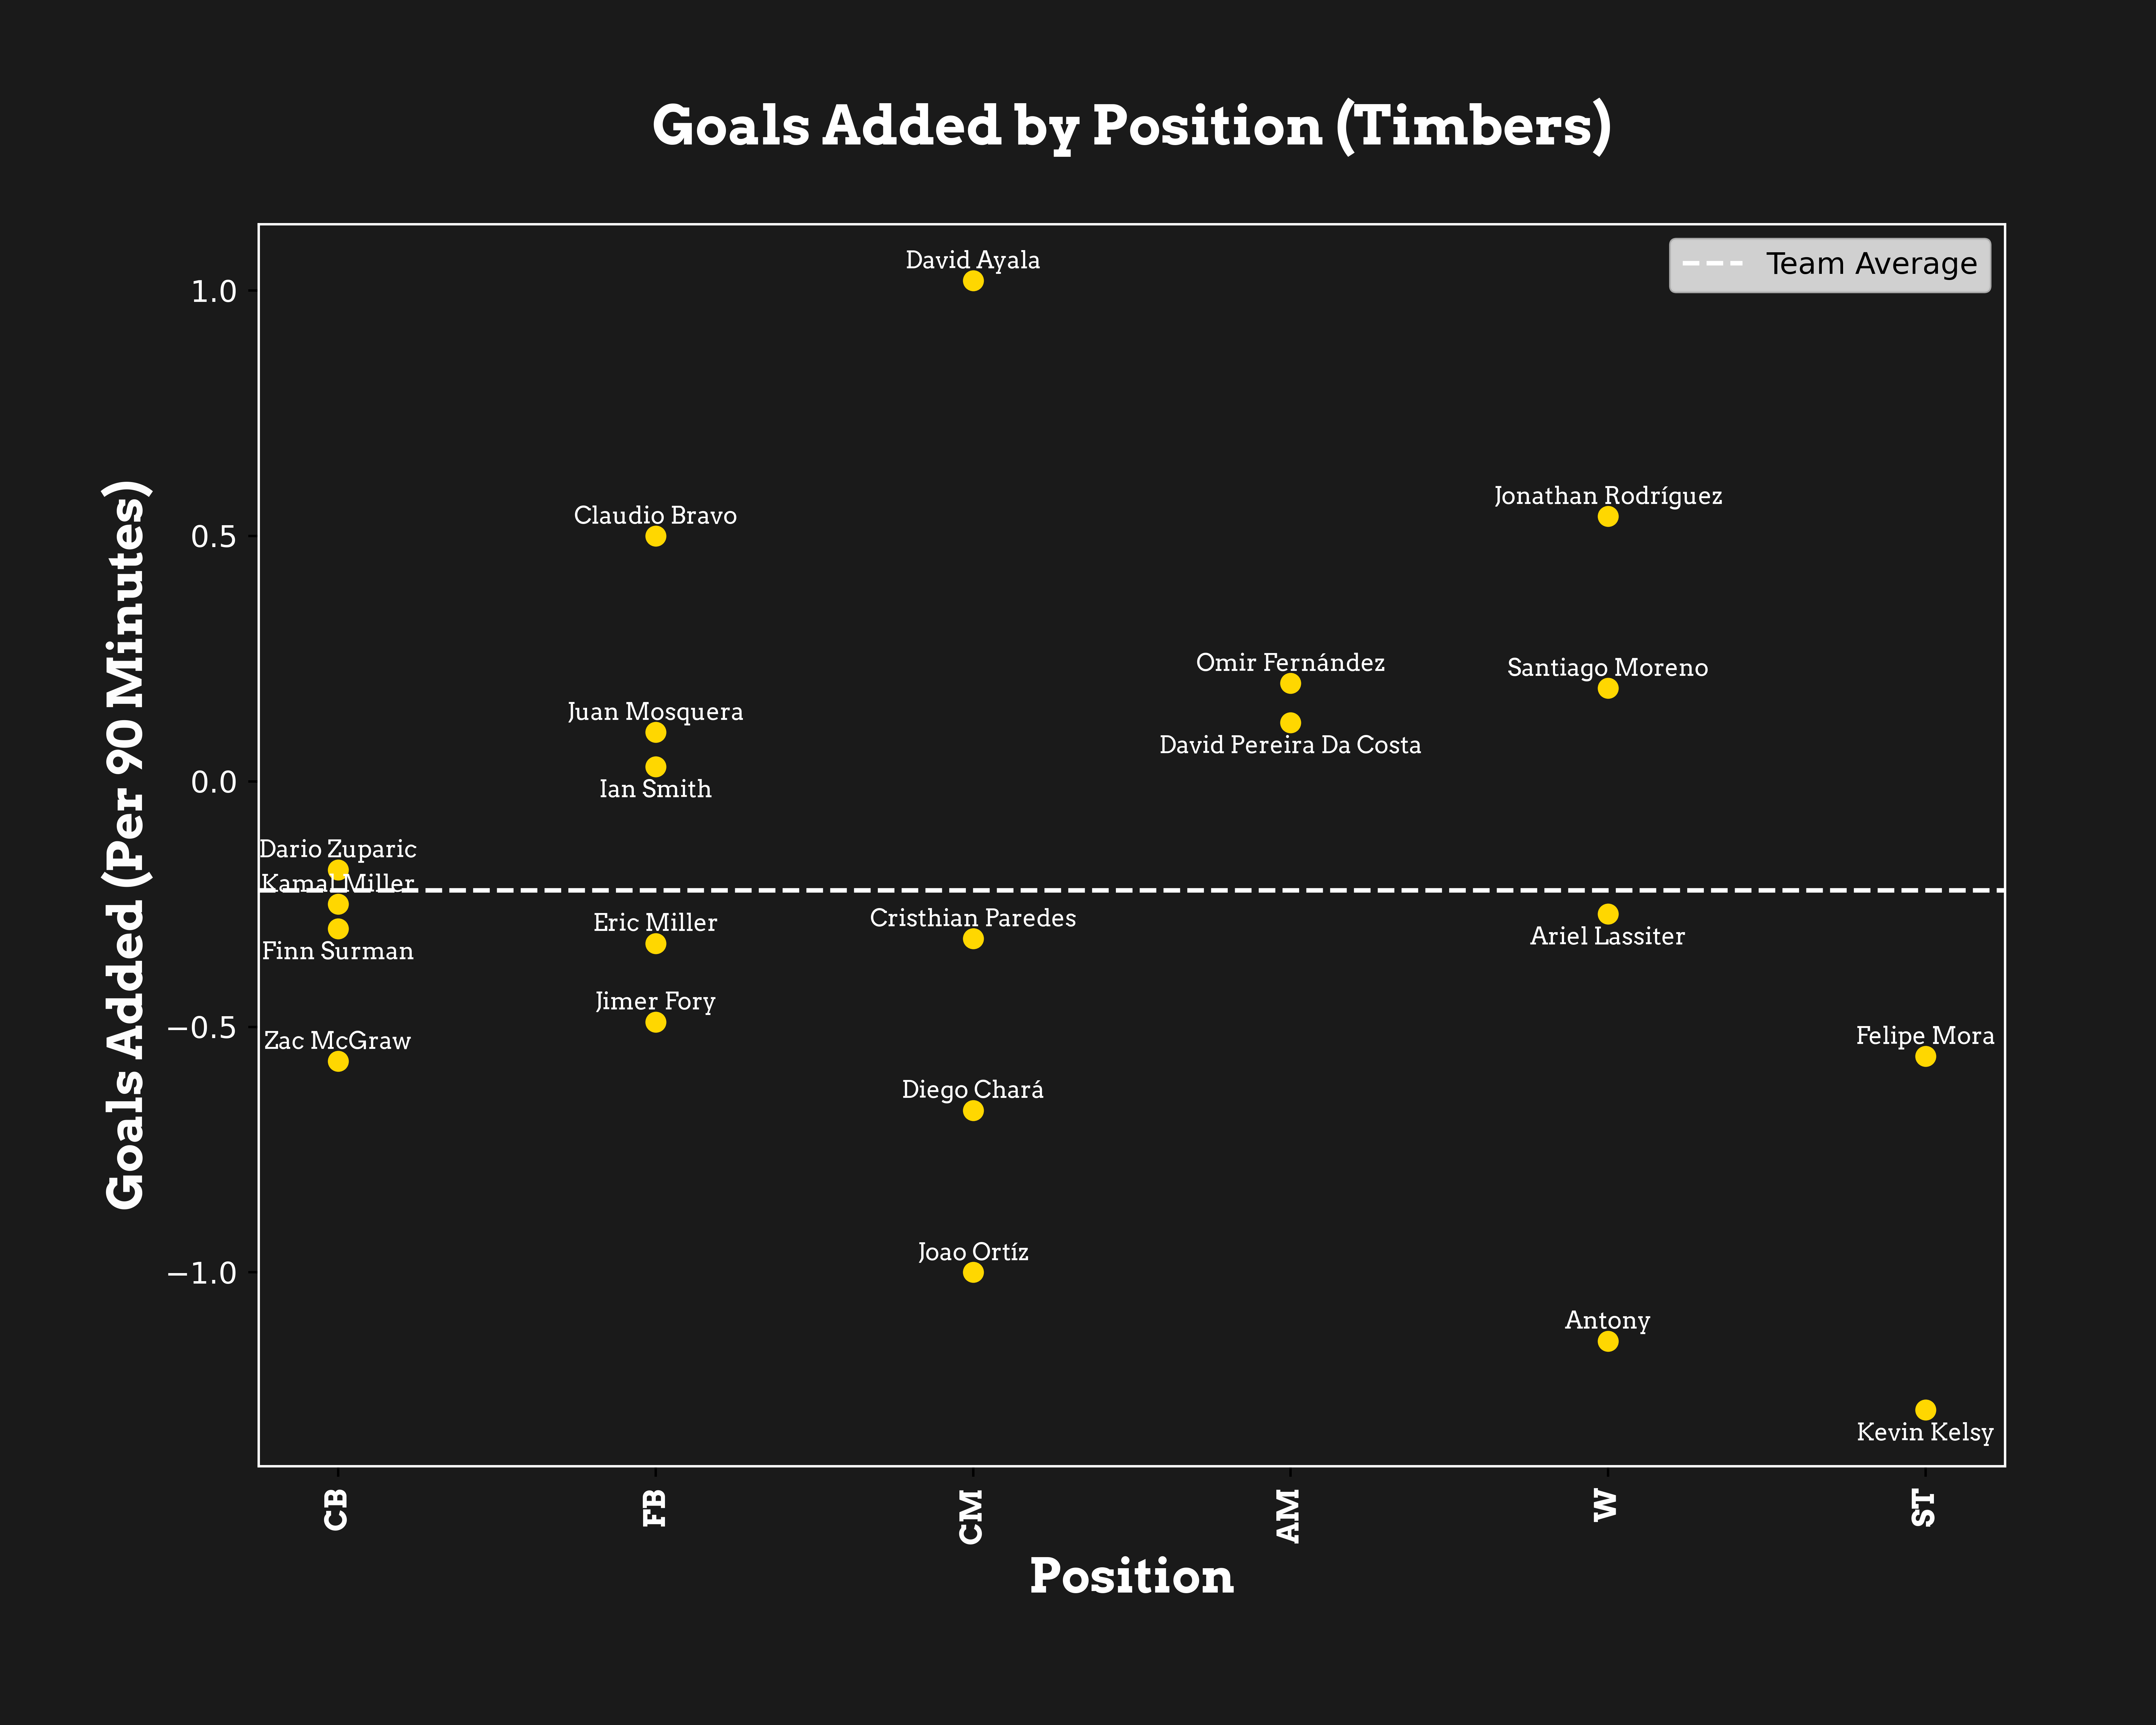 Goals Added by Position (Timbers)
Team Average
Goals Added (Per 90 Minutes)
1.0
0.5
0.0
−0.5
−1.0
David Ayala
Jonathan Rodríguez
Claudio Bravo
Omir Fernández
Santiago Moreno
Juan Mosquera
David Pereira Da Costa
Ian Smith
Dario Zuparic
Kamal Miller
Cristhian Paredes
Eric Miller
Ariel Lassiter
Finn Surman
Jimer Fory
Felipe Mora
Zac McGraw
Diego Chará
Joao Ortíz
Antony
Kevin Kelsy
CB
FB
CM
AM
W
ST
Position